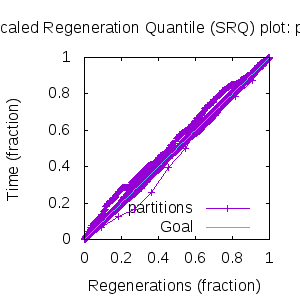 caled Regeneration Quantile (SRQ) plot: p
1
0.8
0.6
0.4
0.2
0
0 0.2 0.4 0.6 0.8 1
Time (fraction)
Regenerations (fraction)
partitions
Goal